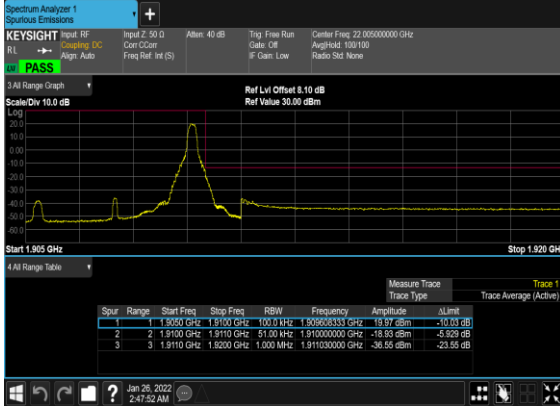 Spectrum Analyzer 1
Spurious Emissions
+
KEYSIGHT Input: RF Input Z: 50 Ω Atten: 40 dB Trig: Free Run Center Freq: 22.005000000 GHz
RL Coupling: DC Corr CCorr Gate: Off Avg|Hold: 100/100
Align: Auto Freq Ref: Int (S) IF Gain: Low Radio Std: None
LXI PASS
3 All Range Graph
Ref Lvl Offset 8.10 dB
Scale/Div 10.0 dB Ref Value 30.00 dBm
Log
20.0
10.0
0.00
-10.0
-20.0
-30.0
-40.0
-50.0
-60.0
Start 1.905 GHz Stop 1.920 GH
4 All Range Table
Measure Trace Trace 1
Trace Type Trace Average (Active)
Spur Range Start Freq Stop Freq RBW Frequency Amplitude ΔLimit
1 1 1.9050 GHz 1.9100 GHz 100.0 kHz 1.909608333 GHz 19.97 dBm -10.03 dB
2 2 1.9100 GHz 1.9110 GHz 51.00 kHz 1.910000000 GHz -18.93 dBm -5.929 dB
3 3 1.9110 GHz 1.9200 GHz 1.000 MHz 1.911030000 GHz -36.55 dBm -23.55 dB
? Jan 26, 2022
2:47:52 AM